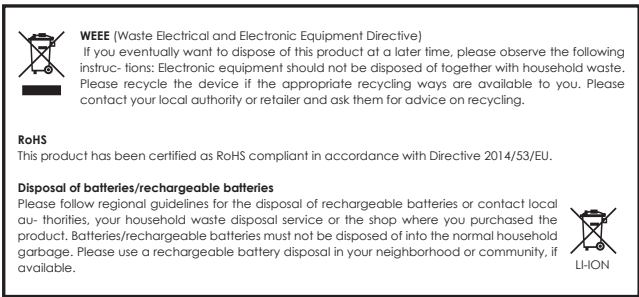 WEEE (Waste Electrical and Electronic Equipment Directive)
If you eventually want to dispose of this product at a later time, please observe the following
instruc- tions: Electronic equipment should not be disposed of together with household waste.
Please recycle the device if the appropriate recycling ways are available to you. Please
contact your local authority or retailer and ask them for advice on recycling.
RoHS
This product has been certified as RoHS compliant in accordance with Directive 2014/53/EU.
Disposal of batteries/rechargeable batteries
Please follow regional guidelines for the disposal of rechargeable batteries or contact local
au- thorities, your household waste disposal service or the shop where you purchased the
product. Batteries/rechargeable batteries must not be disposed of into the normal household
garbage. Please use a rechargeable battery disposal in your neighborhood or community, if
available.
LI-ION